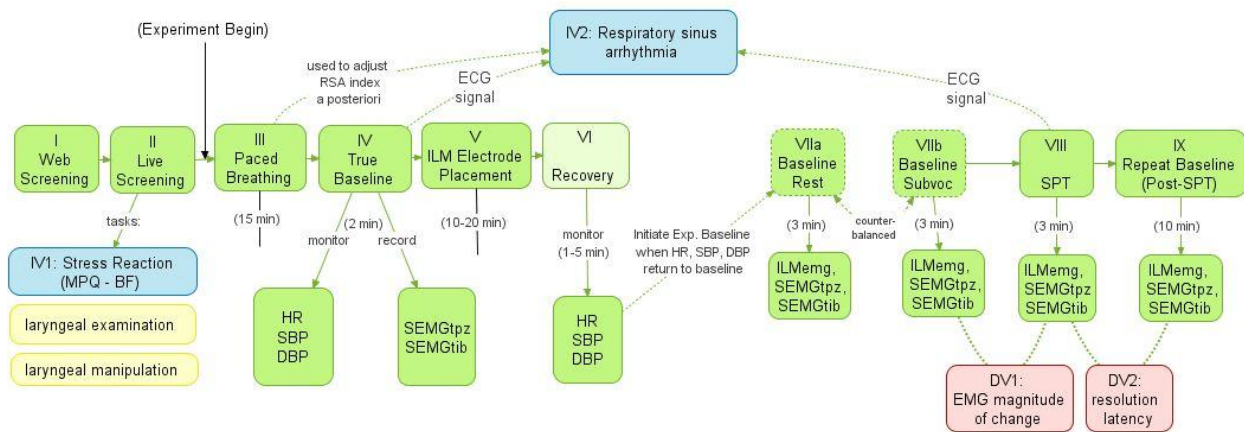 (Experiment Begin)
IV2: Respiratory sinus
arrhythmia
used to adjust
RSA index
a posteriori
ECG
signal
ECG
signal
I
Web
Screening
II
Live
Screening
III
Paced
Breathing
IV
True
Baseline
V
ILM Electrode
Placement
VI
Recovery
VIIa
Baseline
Rest
VIIb
Baseline
Subvoc
VIII
SPT
IX
Repeat Baseline
(Post-SPT)
tasks:
(15 min)
(2 min)
monitor
record
(10-20 min)
monitor
(1-5 min)
Initiate Exp. Baseline
when HR, SBP, DBP
return to baseline
(3 min)
counter-
balanced
(3 min)
(3 min)
(10 min)
IV1: Stress Reaction
(MPQ - BF)
laryngeal examination
laryngeal manipulation
HR
SBP
DBP
SEMGtpz
SEMGtib
HR
SBP
DBP
ILMemg,
SEMGtpz,
SEMGtib
ILMemg,
SEMGtpz,
SEMGtib
ILMemg,
SEMGtpz,
SEMGtib
ILMemg,
SEMGtpz,
SEMGtib
DV1:
EMG magnitude
of change
DV2:
resolution
latency